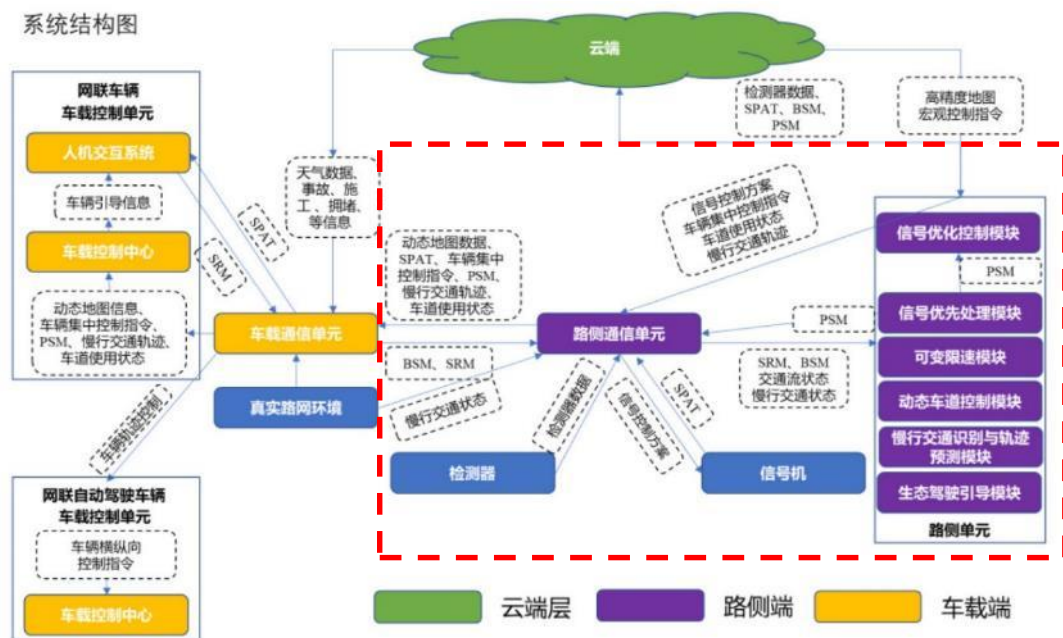 系统结构图
云端
网联车辆
车载控制单元
人机交互系统
车辆引导信息
车载控制中心
动态地图信息、
车辆集中控制指令、
PSM、慢行交通轨迹、
车道使用状态
SPAT
SRM
天气数据、
事故、施
工、拥堵、
等信息
检测器数据、
SPAT、BSM、
PSM
高精度地图
宏观控制指令
动态地图数据、
SPAT、车辆集中
控制指令、PSM、
慢行交通轨迹、
车道使用状态
信号控制方案
车辆集中控制指令
车道使用状态
慢行交通轨迹
车载通信单元
路侧通信单元
BSM、SRM
慢行交通状态
真实路网环境
PSM
SRM、BSM
交通流状态
慢行交通状态
检测器数据
信号控制方案
SPAT
检测器
信号机
信号优化控制模块
PSM
信号优先处理模块
可变限速模块
动态车道控制模块
慢行交通识别与轨迹
预测模块
生态驾驶引导模块
路侧单元
车辆轨迹控制
网联自动驾驶车辆
车载控制单元
车辆横纵向
控制指令
车载控制中心
云端层
路侧端
车载端